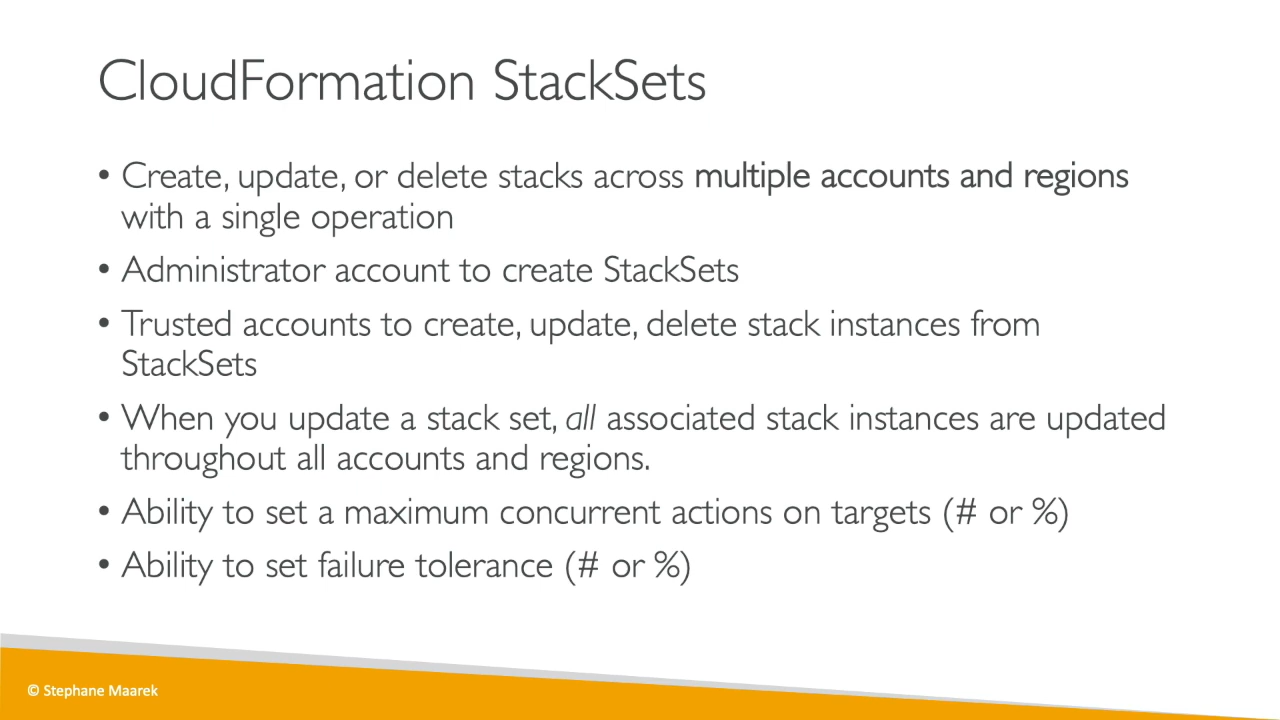 CloudFormation StackSets
• Create, update, or delete stacks across multiple accounts and regions
with a single operation
• Administrator account to create StackSets
• Trusted accounts to create, update, delete stack instances from
StackSets
• When you update a stack set, all associated stack instances are updated
throughout all accounts and regions.
• Ability to set a maximum concurrent actions on targets (# or %)
• Ability to set failure tolerance (# or %)
© Stephane Maarek